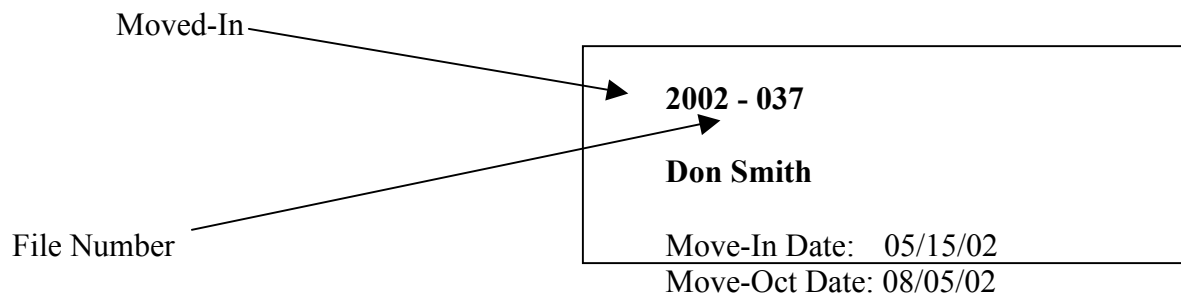 Moved-In
2002 - 037
Don Smith
File Number
Move-In Date: 05/15/02
Move-Oct Date: 08/05/02